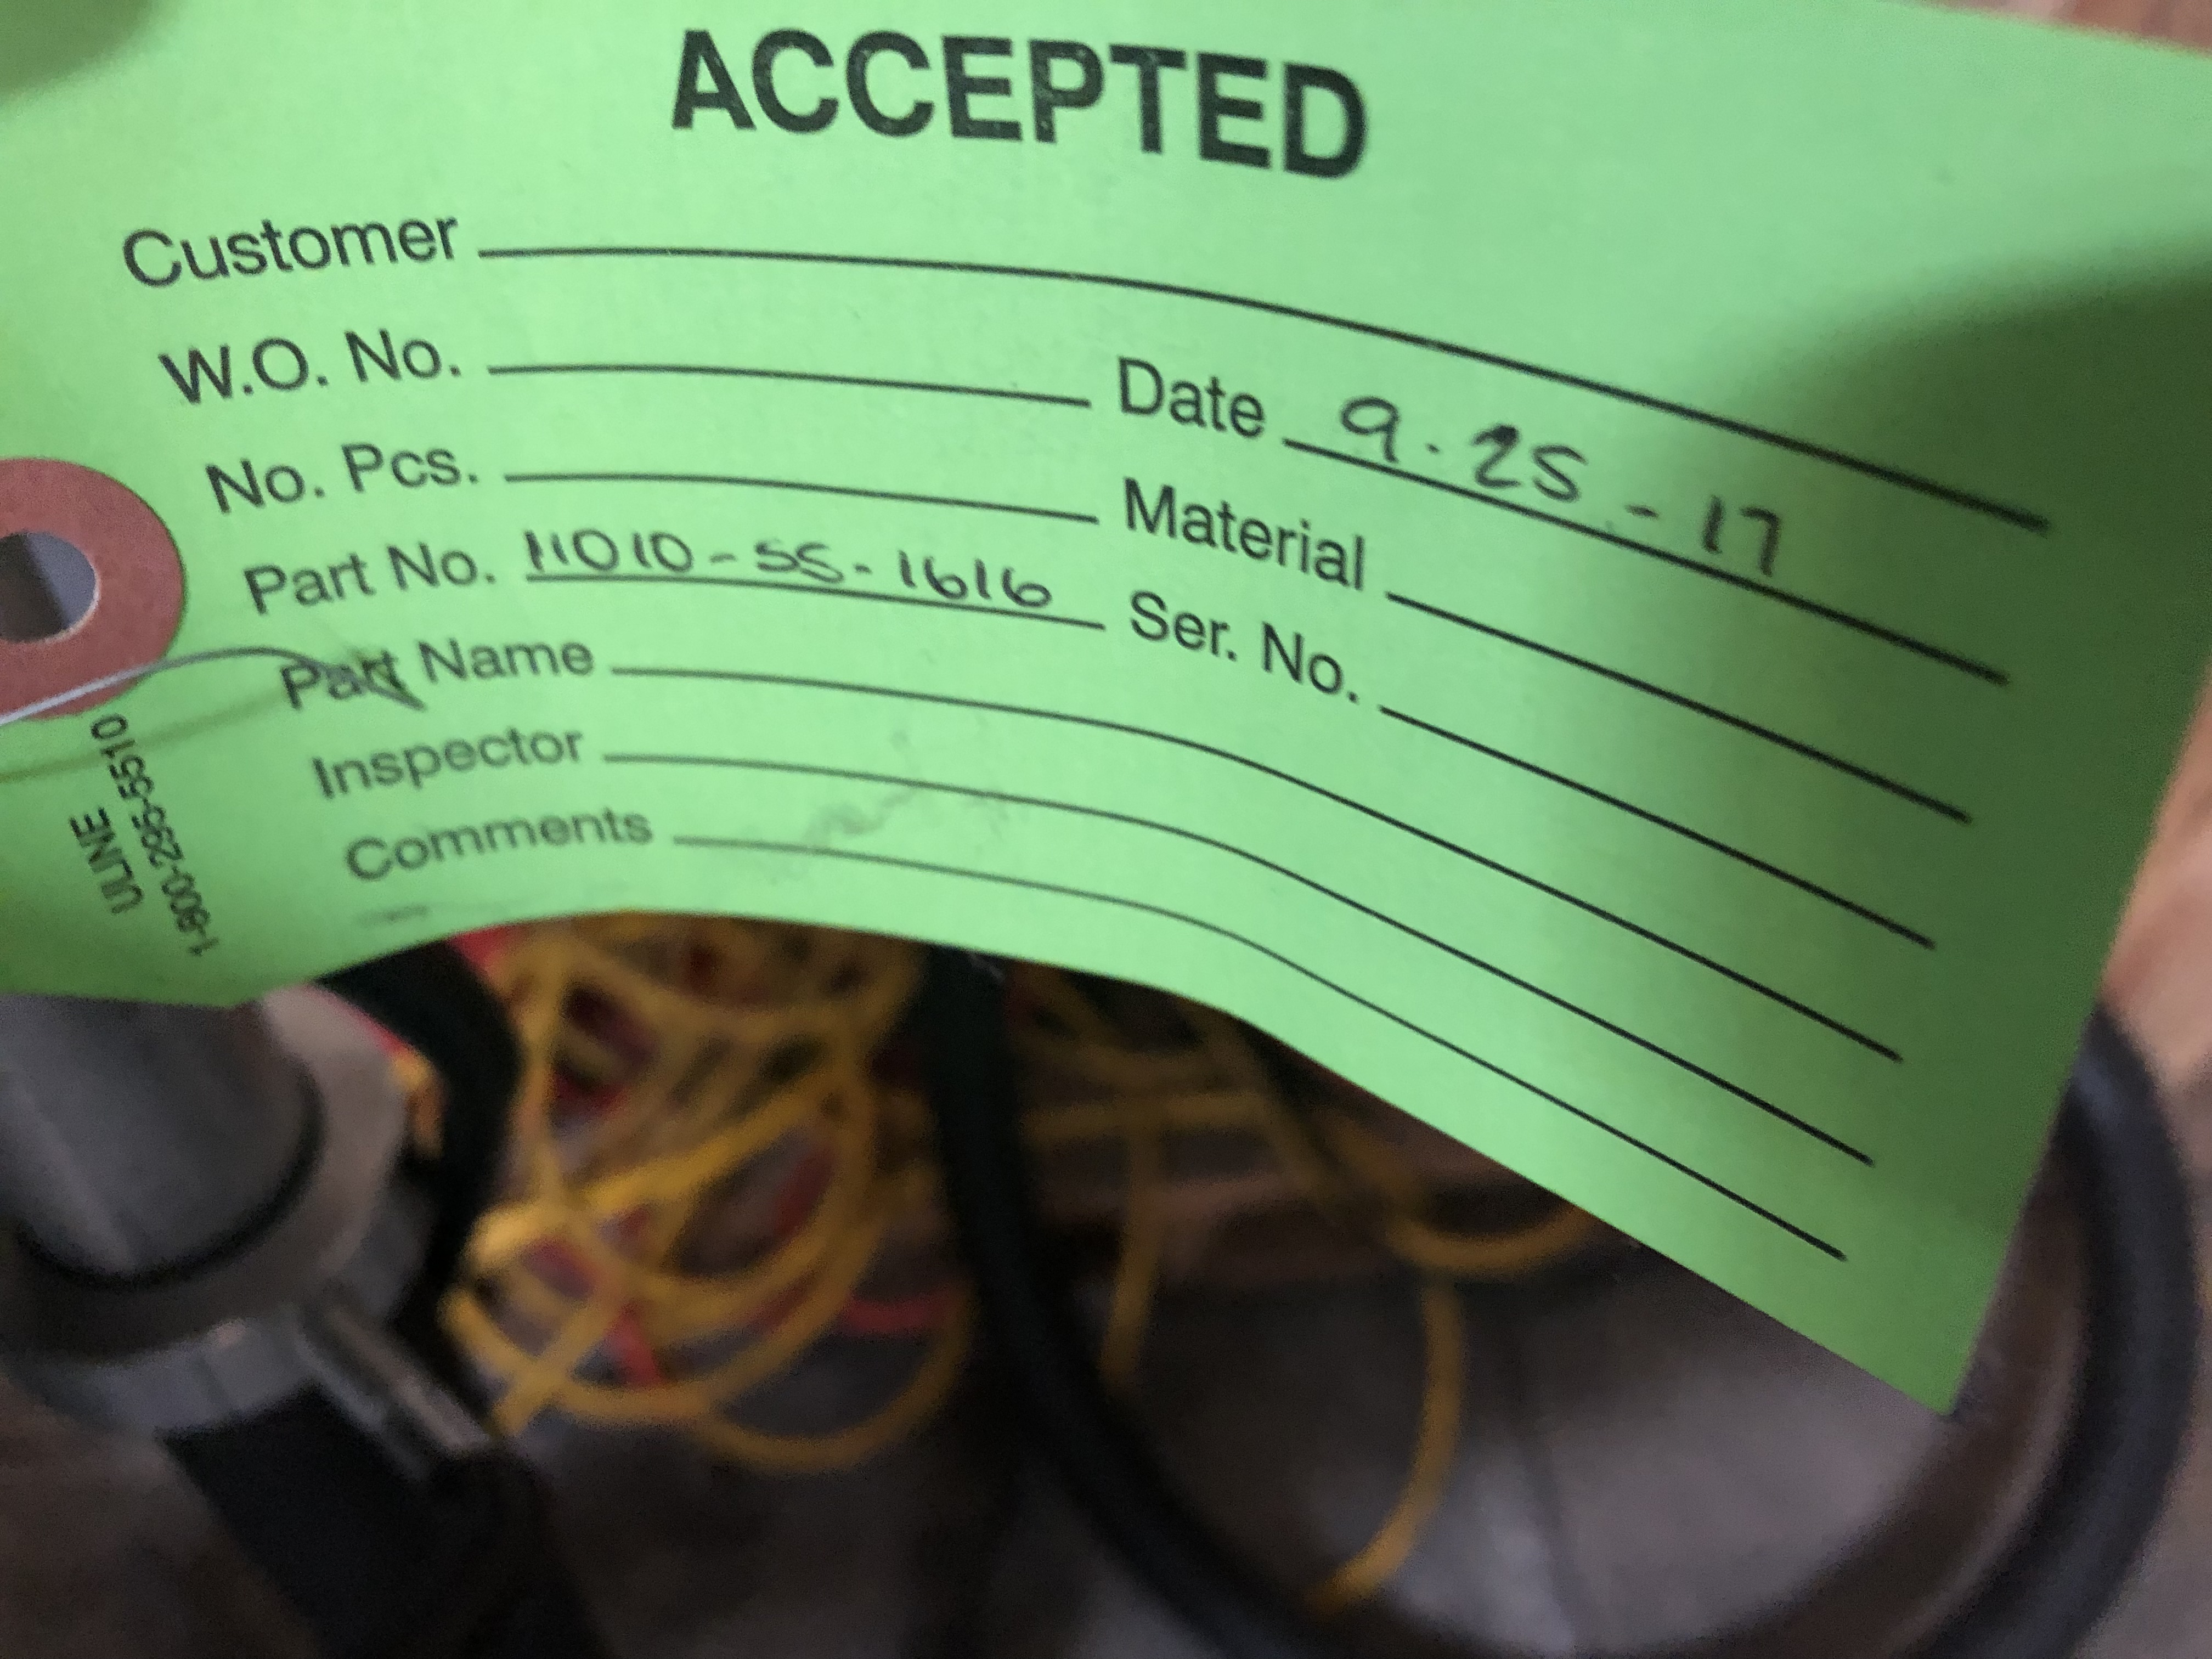 ACCEPTED
Customer
W.O. No. Date 9.25-17
No. Pcs. Material
Part No. 11010-SS-1616 Ser. No.
Part Name
Inspector
Comments
ULINE
1-800-295-5510